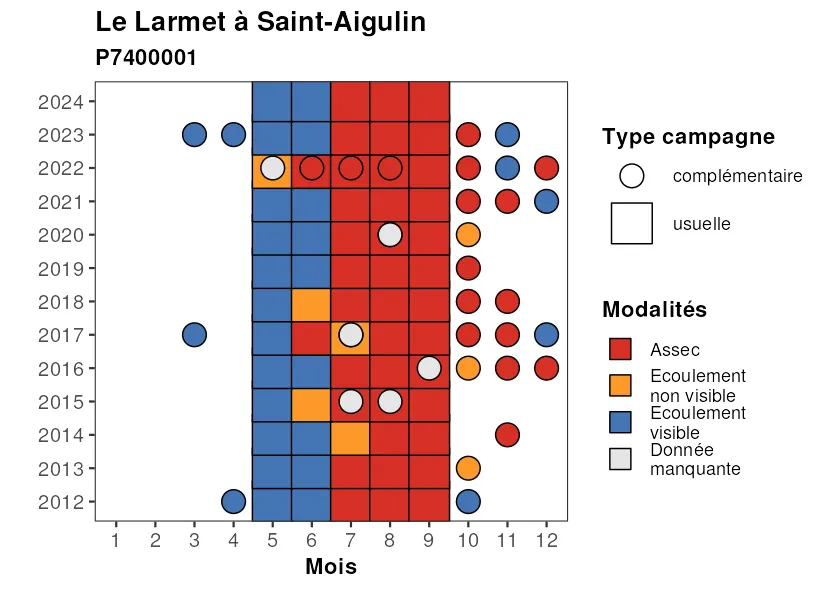 Le Larmet à Saint-Aigulin
P7400001
2024
2023
2022
2021
2020
2019
2018
2017
2016
2015
2014
2013
2012
1 2 3 4 5 6 7 8 9 10 11 12
Mois
Type campagne
complémentaire
usuelle
Modalités
Assec
Ecoulement
non visible
Ecoulement
visible
Donnée
manquante